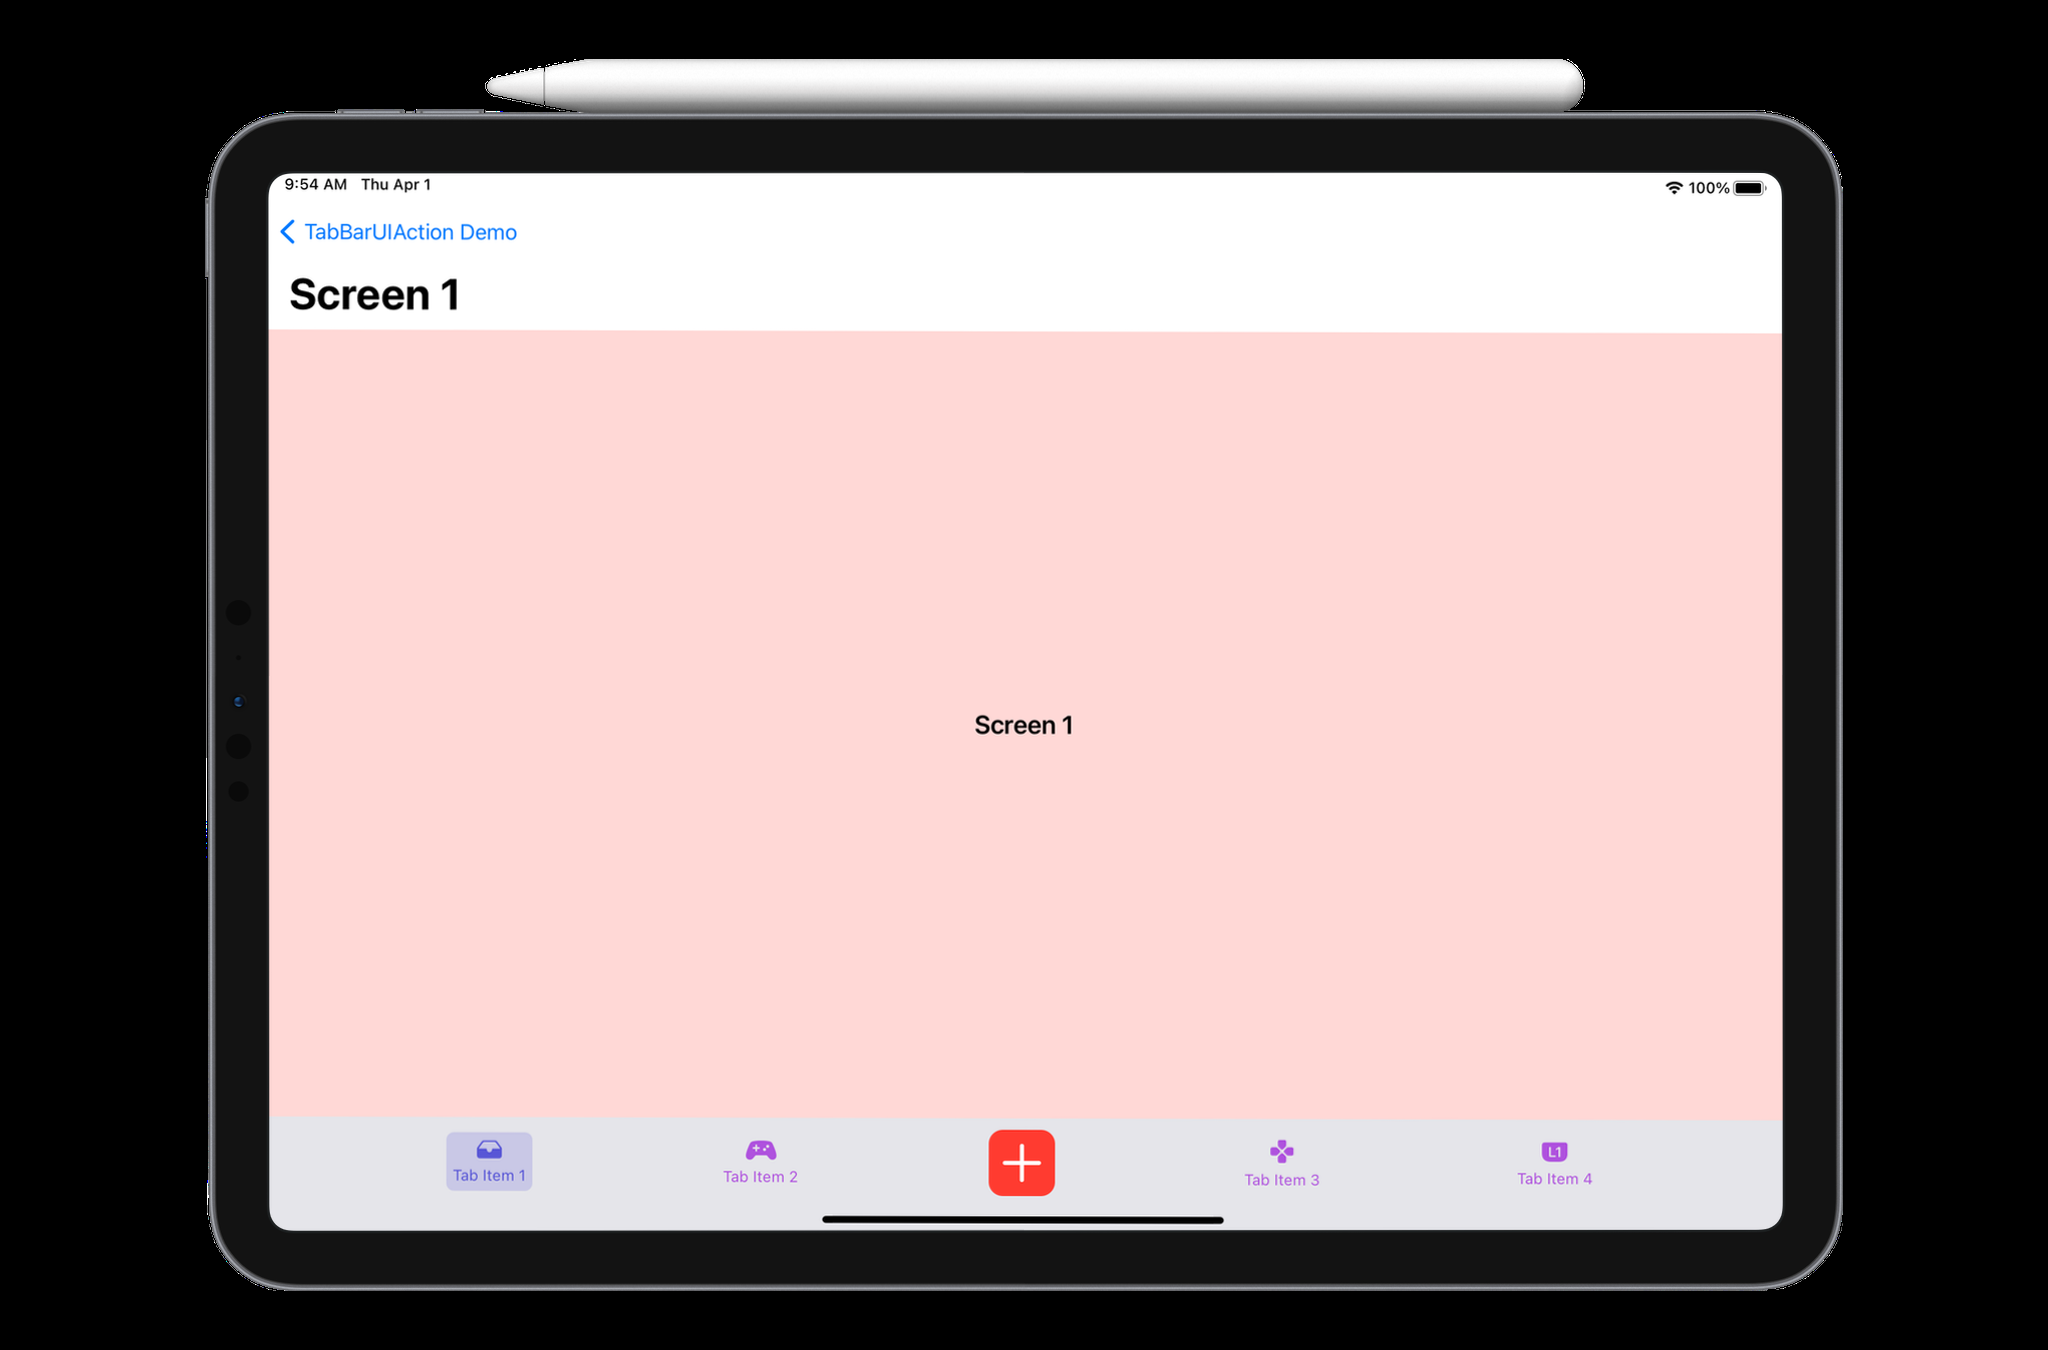 9:54 AM Thu Apr 1
100%
TabBarUIAction Demo
Screen 1
Screen 1
Tab Item 1
Tab Item 2
Tab Item 3
L1
Tab Item 4